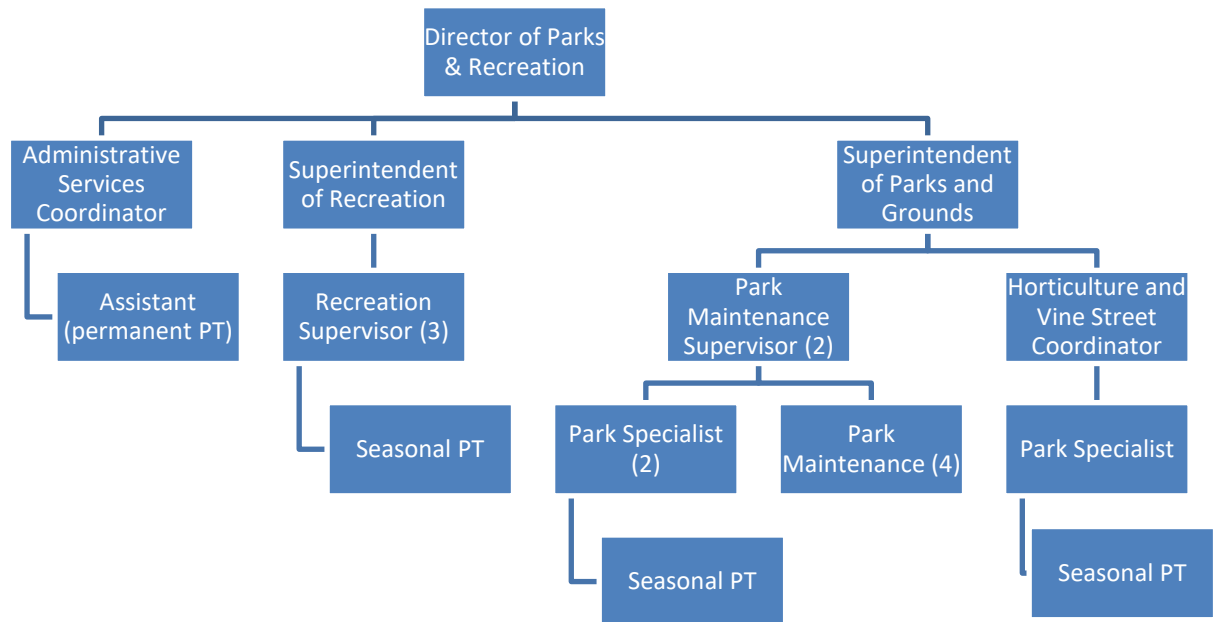 Director of Parks
& Recreation
Administrative
Services
Coordinator
Superintendent
of Recreation
Superintendent
of Parks and
Grounds
Assistant
(permanent PT)
Recreation
Supervisor (3)
Park
Maintenance
Supervisor (2)
Horticulture and
Vine Street
Coordinator
Seasonal PT
Park Specialist
(2)
Park
Maintenance (4)
Park Specialist
Seasonal PT
Seasonal PT